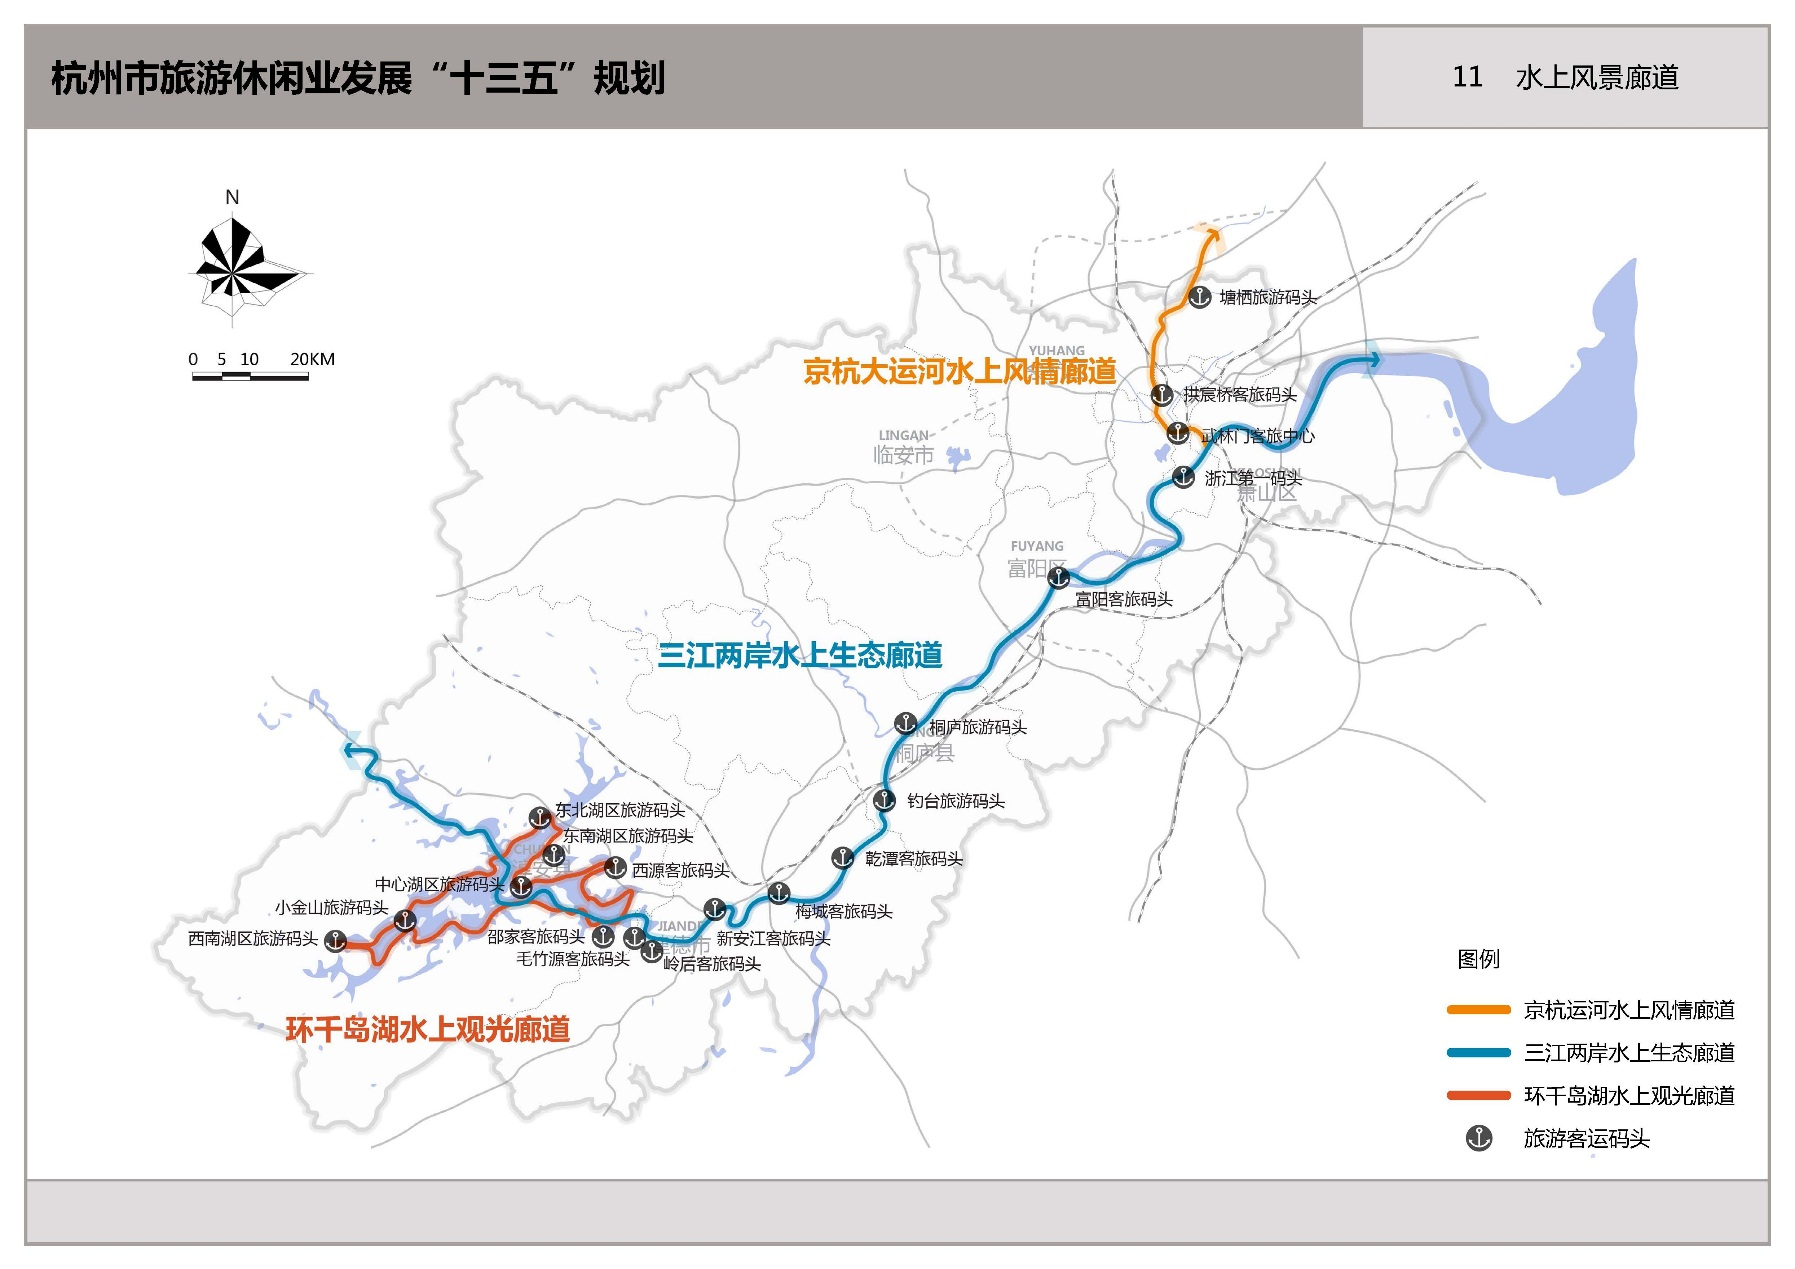 杭州市旅游休闲业发展“十三五”规划
11 水上风景廊道
N
0 5 10 20KM
塘栖旅游码头
YUHANG
京杭大运河水上风情廊道
拱宸桥客旅码头
LINGAN
临安市
武林门客旅中心
浙江第一码头
萧山区
FUYANG
富阳区
富阳客旅码头
三江两岸水上生态廊道
桐庐旅游码头
桐庐县
钓台旅游码头
东北湖区旅游码头
东南湖区旅游码头
乾潭客旅码头
西源客旅码头
中心湖区旅游码头
小金山旅游码头
梅城客旅码头
西南湖区旅游码头
邵家客旅码头
JIANDE
新安江客旅码头
毛竹源客旅码头
岭后客旅码头
环千岛湖水上观光廊道
图例
京杭运河水上风情廊道
三江两岸水上生态廊道
环千岛湖水上观光廊道
旅游客运码头